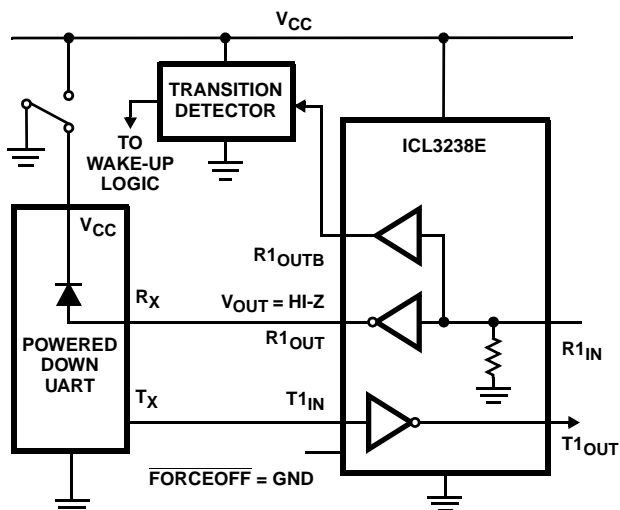 VCC
TRANSITION
DETECTOR
TO
WAKE-UP
LOGIC
ICL3238E
VCC
R1OUTB
RX
VOUT = HI-Z
R1OUT
POWERED
DOWN
UART
R1IN
TX
T1IN
T1OUT
FORCEOFF = GND